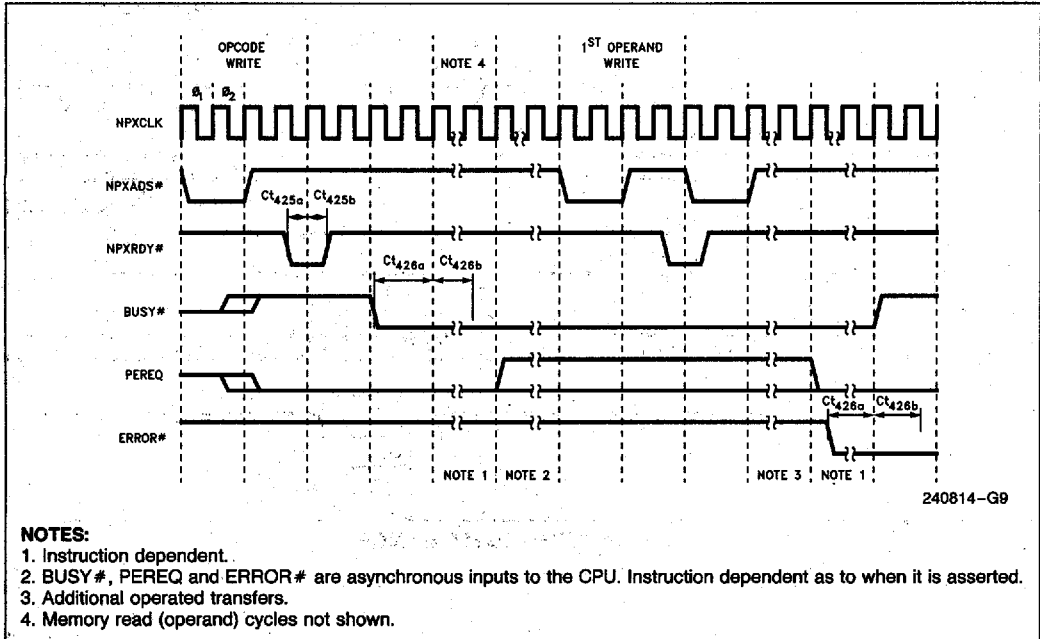 OPCODE
WRITE
NOTE 4
1ST OPERAND
WRITE
Ø1 Ø2
NPXCLK
NPXADS#
Ct425a Ct425b
NPXRDY#
Ct426a Ct426b
BUSY#
PEREQ
Ct426a Ct426b
ERROR#
NOTE 1 NOTE 2 NOTE 3 NOTE 1
240814–G9
NOTES:
1. Instruction dependent.
2. BUSY#, PEREQ and ERROR# are asynchronous inputs to the CPU. Instruction dependent as to when it is asserted.
3. Additional operated transfers.
4. Memory read (operand) cycles not shown.